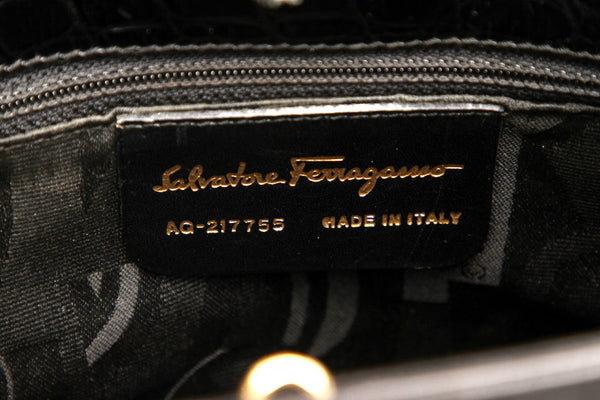 Salvatore Ferragamo
AQ-217755 MADE IN ITALY